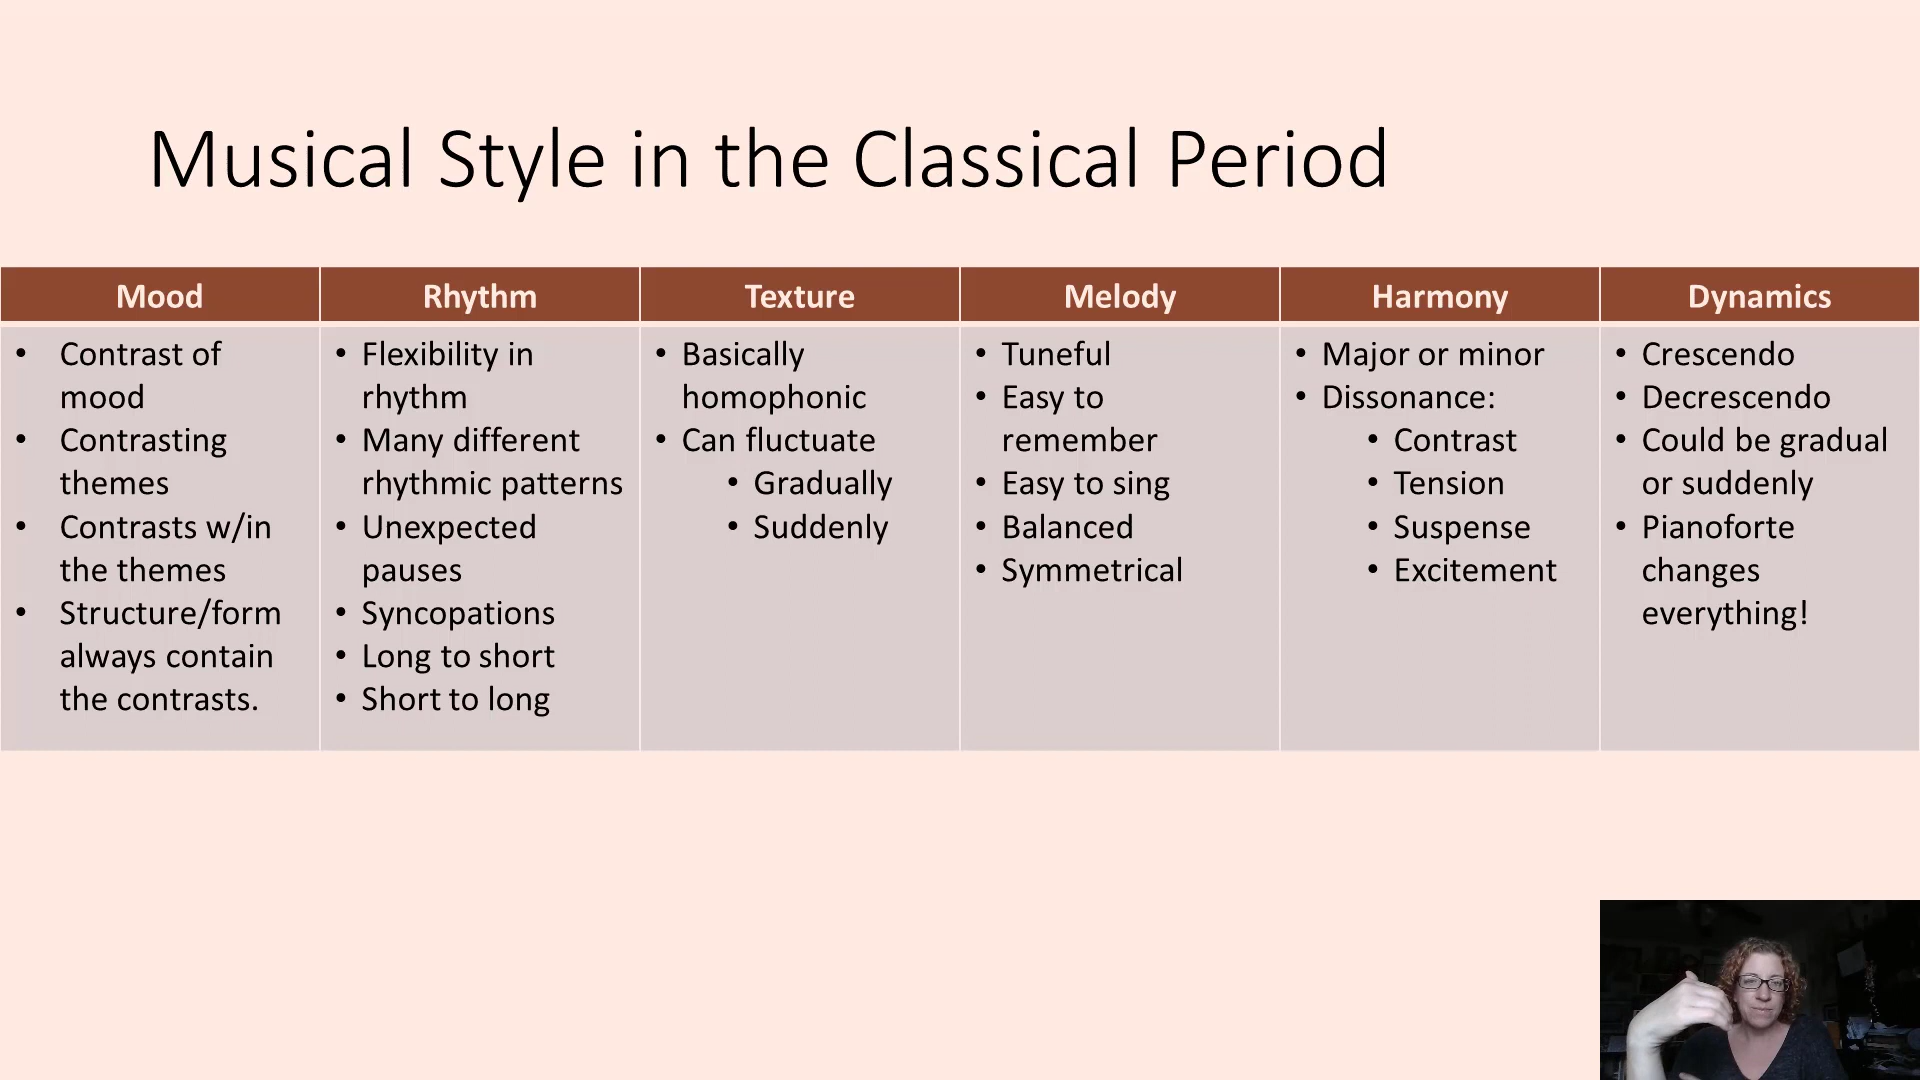 Musical Style in the Classical Period
Mood
• Contrast of
mood
• Contrasting
themes
• Contrasts w/in
the themes
• Structure/form
always contain
the contrasts.
Rhythm
• Flexibility in
rhythm
• Many different
rhythmic patterns
• Unexpected
pauses
• Syncopations
• Long to short
• Short to long
Texture
• Basically
homophonic
• Can fluctuate
• Gradually
• Suddenly
Melody
• Tuneful
• Easy to
remember
• Easy to sing
• Balanced
• Symmetrical
Harmony
• Major or minor
• Dissonance:
• Contrast
• Tension
• Suspense
• Excitement
Dynamics
• Crescendo
• Decrescendo
• Could be gradual
or suddenly
• Pianoforte
changes
everything!